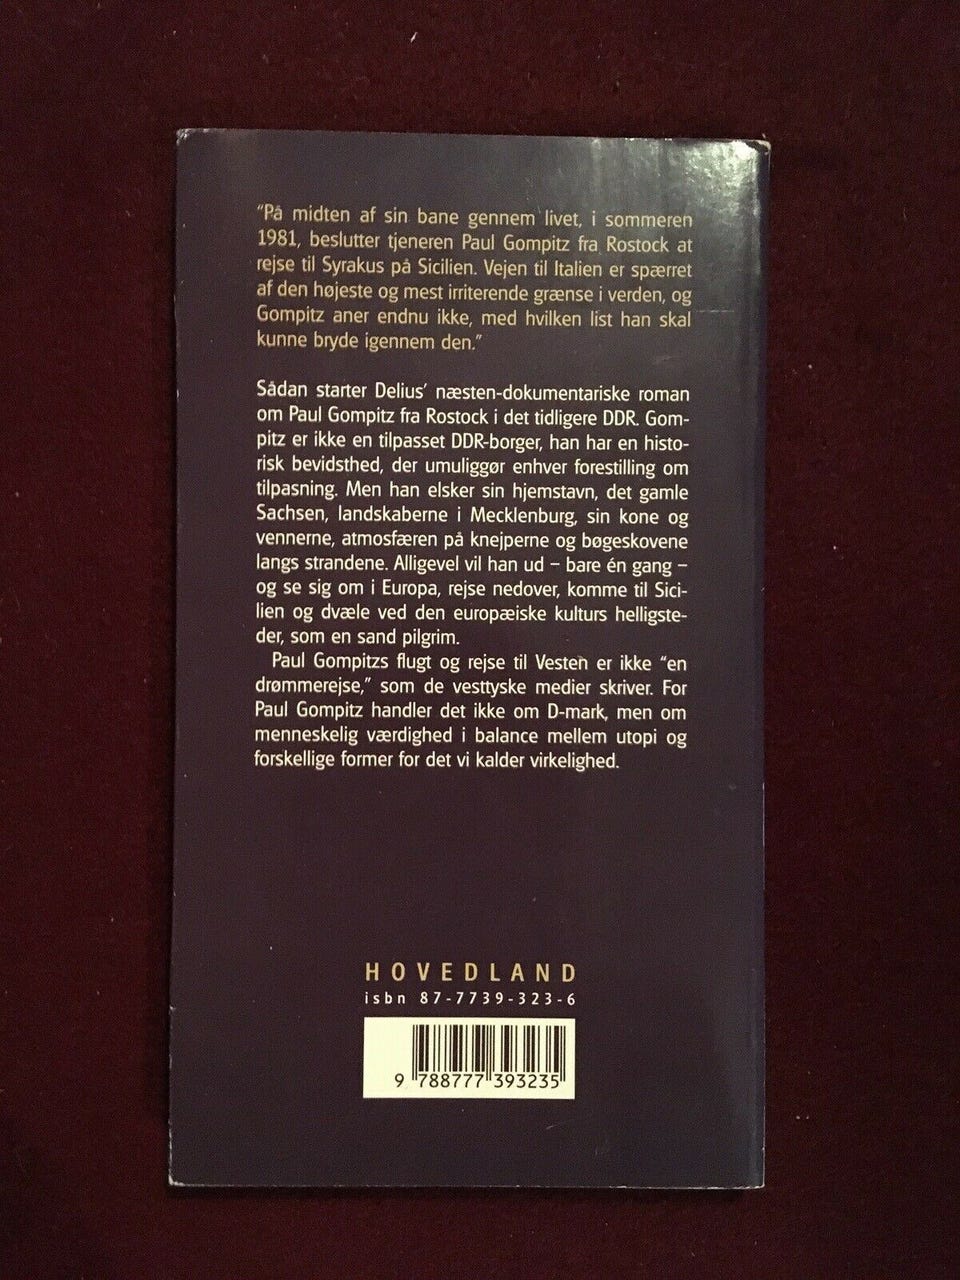 “På midten af sin bane gennem livet, i sommeren
1981, beslutter tjeneren Paul Gompitz fra Rostock at
rejse til Syrakus på Sicilien. Vejen til Italien er spærret
af den højeste og mest irriterende grænse i verden, og
Gompitz aner endnu ikke, med hvilken list han skal
kunne bryde igennem den.”
Sådan starter Delius’ næsten-dokumentariske roman
om Paul Gompitz fra Rostock i det tidligere DDR. Gom-
pitz er ikke en tilpasset DDR-borger, han har en histo-
risk bevidsthed, der umuliggør enhver forestilling om
tilpasning. Men han elsker sin hjemstavn, det gamle
Sachsen, landskaberne i Mecklenburg, sin kone og
vennerne, atmosfæren på knejperne og bøgeskovene
langs strandene. Alligevel vil han ud – bare én gang –
og se sig om i Europa, rejse nedover, komme til Sici-
lien og dvæle ved den europæiske kulturs helligste-
der, som en sand pilgrim.
Paul Gompitzs flugt og rejse til Vesten er ikke “en
drømmerejse,” som de vesttyske medier skriver. For
Paul Gompitz handler det ikke om D-mark, men om
menneskelig værdighed i balance mellem utopi og
forskellige former for det vi kalder virkelighed.
HOVEDLAND
isbn 87-7739-323-6
9 788777 393235